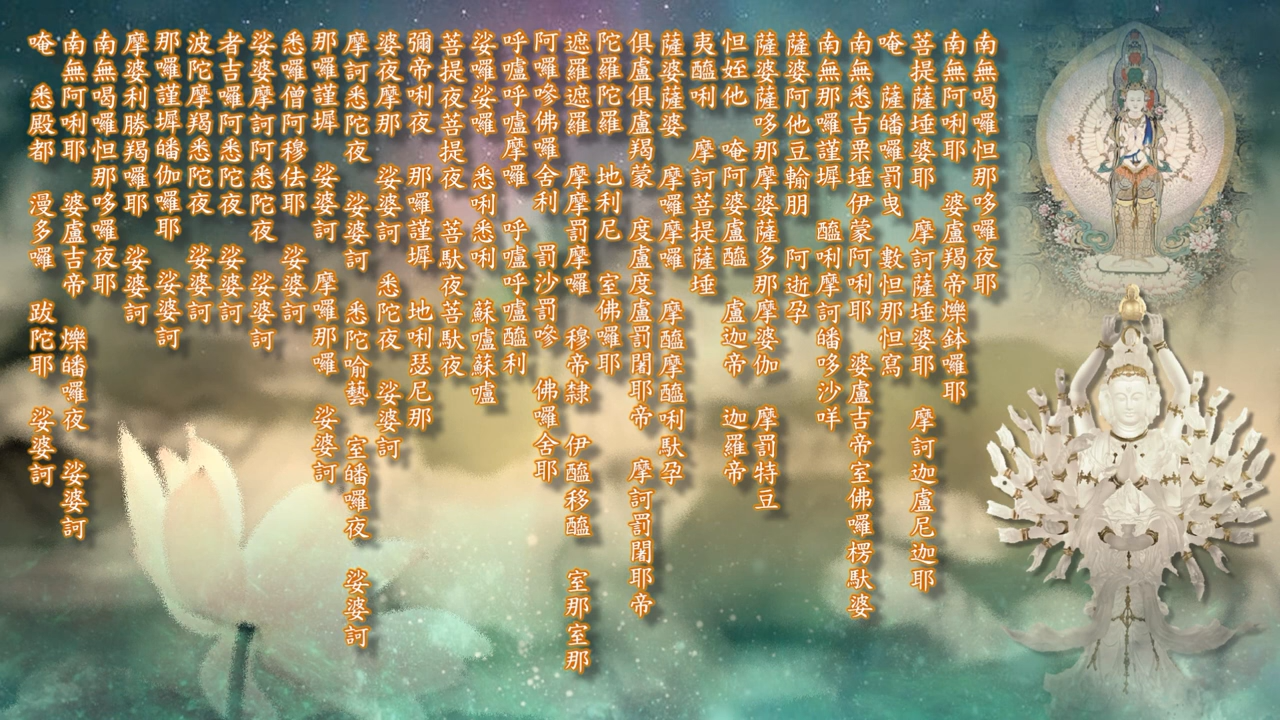 南無喝囉怛那哆囉夜耶
南無阿唎耶　婆盧羯帝爍鉢囉耶
菩提薩埵婆耶　摩訶薩埵婆耶　摩訶迦盧尼迦耶
唵　薩皤囉罰曳　數怛那怛寫
南無悉吉栗埵伊蒙阿唎耶　婆盧吉帝室佛囉楞馱婆
南無那囉謹墀　醯利摩訶皤哆沙咩
薩婆阿他豆輸朋　阿逝孕
薩婆薩哆那摩婆薩多那摩婆伽　摩罰特豆
怛姪他　唵阿婆盧醯　盧迦帝　迦羅帝
夷醯唎　摩訶菩提薩埵
薩婆薩婆　摩囉摩囉　摩醯摩醯唎馱孕
俱盧俱盧羯蒙　度盧度盧罰闍耶帝　摩訶罰闍耶帝
陀羅陀羅　地利尼　室佛囉耶
遮羅遮羅　摩摩罰摩囉　穆帝隸　伊醯移醯　室那室那
阿囉嘇佛囉舍利　罰沙罰嘇　佛囉舍耶
呼嚧呼嚧摩囉　呼嚧呼嚧醯利
娑囉娑囉　悉唎悉唎　蘇嚧蘇嚧
菩提夜菩提夜　菩馱夜菩馱夜
彌帝唎夜　那囉謹墀　地唎瑟尼那
婆夜摩那　娑婆訶　悉陀夜　娑婆訶
摩訶悉陀夜　娑婆訶　悉陀喻藝　室皤囉夜　娑婆訶
那囉謹墀　娑婆訶　摩囉那囉　娑婆訶
悉囉僧阿穆佉耶　娑婆訶
娑婆摩訶阿悉陀夜　娑婆訶
者吉囉阿悉陀夜　娑婆訶
波陀摩羯悉陀夜　娑婆訶
那囉謹墀皤伽囉耶　娑婆訶
摩婆利勝羯囉耶　娑婆訶
南無喝囉怛那哆囉夜耶
南無阿唎耶　婆盧吉帝　爍皤囉夜　娑婆訶
唵　悉殿都　漫多囉　跋陀耶　娑婆訶